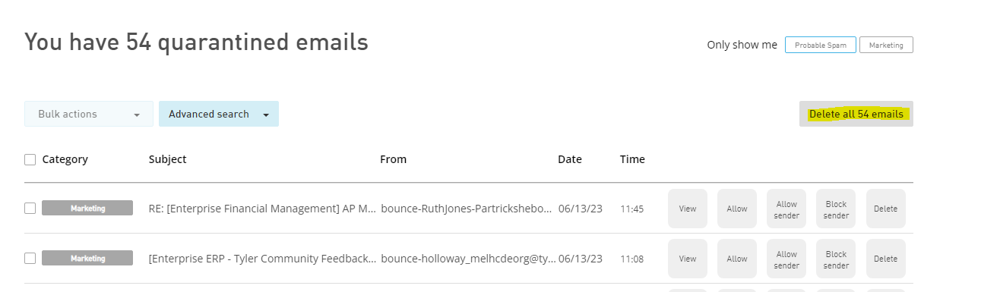 You have 54 quarantined emails
Only show me Probable Spam Marketing
Bulk actions Advanced search Delete all 54 emails
Category Subject From Date Time
Marketing RE: [Enterprise Financial Management] AP M... bounce-RuthJones-Partrickshebo... 06/13/23 11:45 View Allow Allow sender Block sender Delete
Marketing [Enterprise ERP - Tyler Community Feedback... bounce-holloway_melhcdeorg@ty... 06/13/23 11:08 View Allow Allow sender Block sender Delete